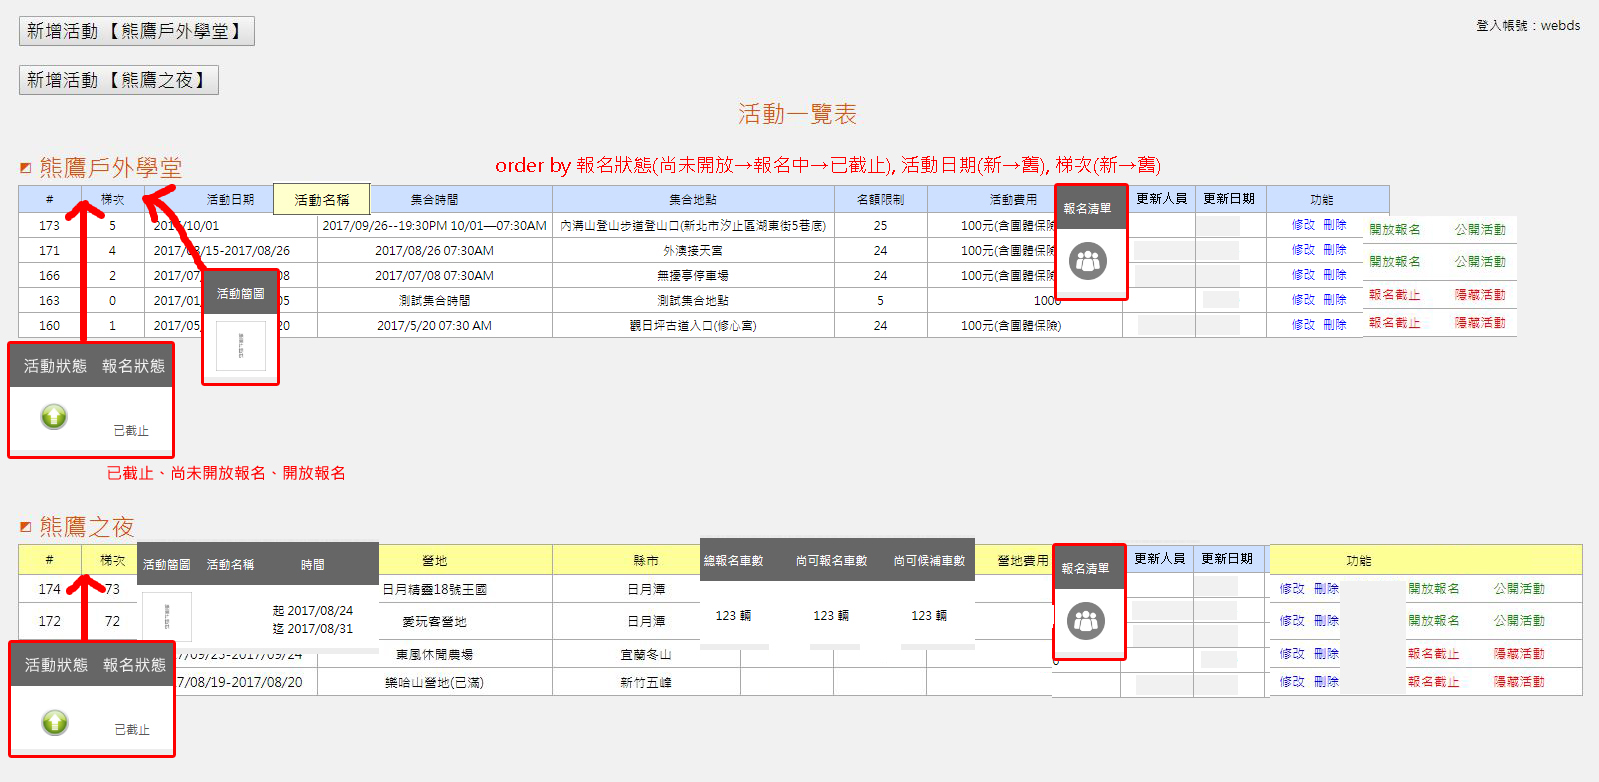 新增活動【熊鷹戶外學堂】
登入帳號：webds
新增活動【熊鷹之夜】
活動一覽表
熊鷹戶外學堂
order by 報名狀態(尚未開放→報名中→已截止), 活動日期(新→舊), 梯次(新→舊)
# 梯次 活動日期 活動名稱 集合時間 集合地點 名額限制 活動費用 報名清單 更新人員 更新日期 功能
173 5 2017/10/01 2017/09/26--19:30PM 10/01—07:30AM 內溝山登山步道登山口(新北市汐止區湖東街5巷底) 25 100元(含團體保險 修改 刪除 開放報名 公開活動
171 4 2017/08/15-2017/08/26 2017/08/26 07:30AM 外澳接天宮 24 100元(含團體保險 修改 刪除 開放報名 公開活動
166 2 2017/07/ 08 2017/07/08 07:30AM 無擾亭停車場 24 100元(含團體保險 修改 刪除 報名截止 隱藏活動
163 0 2017/01/ 05 測試集合時間 測試集合地點 5 1000 修改 刪除 報名截止 隱藏活動
160 1 2017/05/ 20 2017/5/20 07:30 AM 觀日坪古道入口(修心宮) 24 100元(含團體保險) 修改 刪除
活動簡圖
活動狀態 報名狀態
已截止
已截止、尚未開放報名、開放報名
熊鷹之夜
# 梯次 活動簡圖 活動名稱 時間 營地 縣市 總報名車數 尚可報名車數 尚可候補車數 營地費用 報名清單 更新人員 更新日期 功能
174 73 日月精靈18號王國 日月潭 修改 刪除 開放報名 公開活動
起 2017/08/24
迄 2017/08/31
123 輛 123 輛 123 輛
172 72 愛玩客營地 日月潭 修改 刪除 開放報名 公開活動
17/09/23-2017/09/24 東風休閒農場 宜蘭冬山 修改 刪除 報名截止 隱藏活動
活動狀態 報名狀態
7/08/19-2017/08/20 樂哈山營地(已滿) 新竹五峰 修改 刪除 報名截止 隱藏活動
已截止